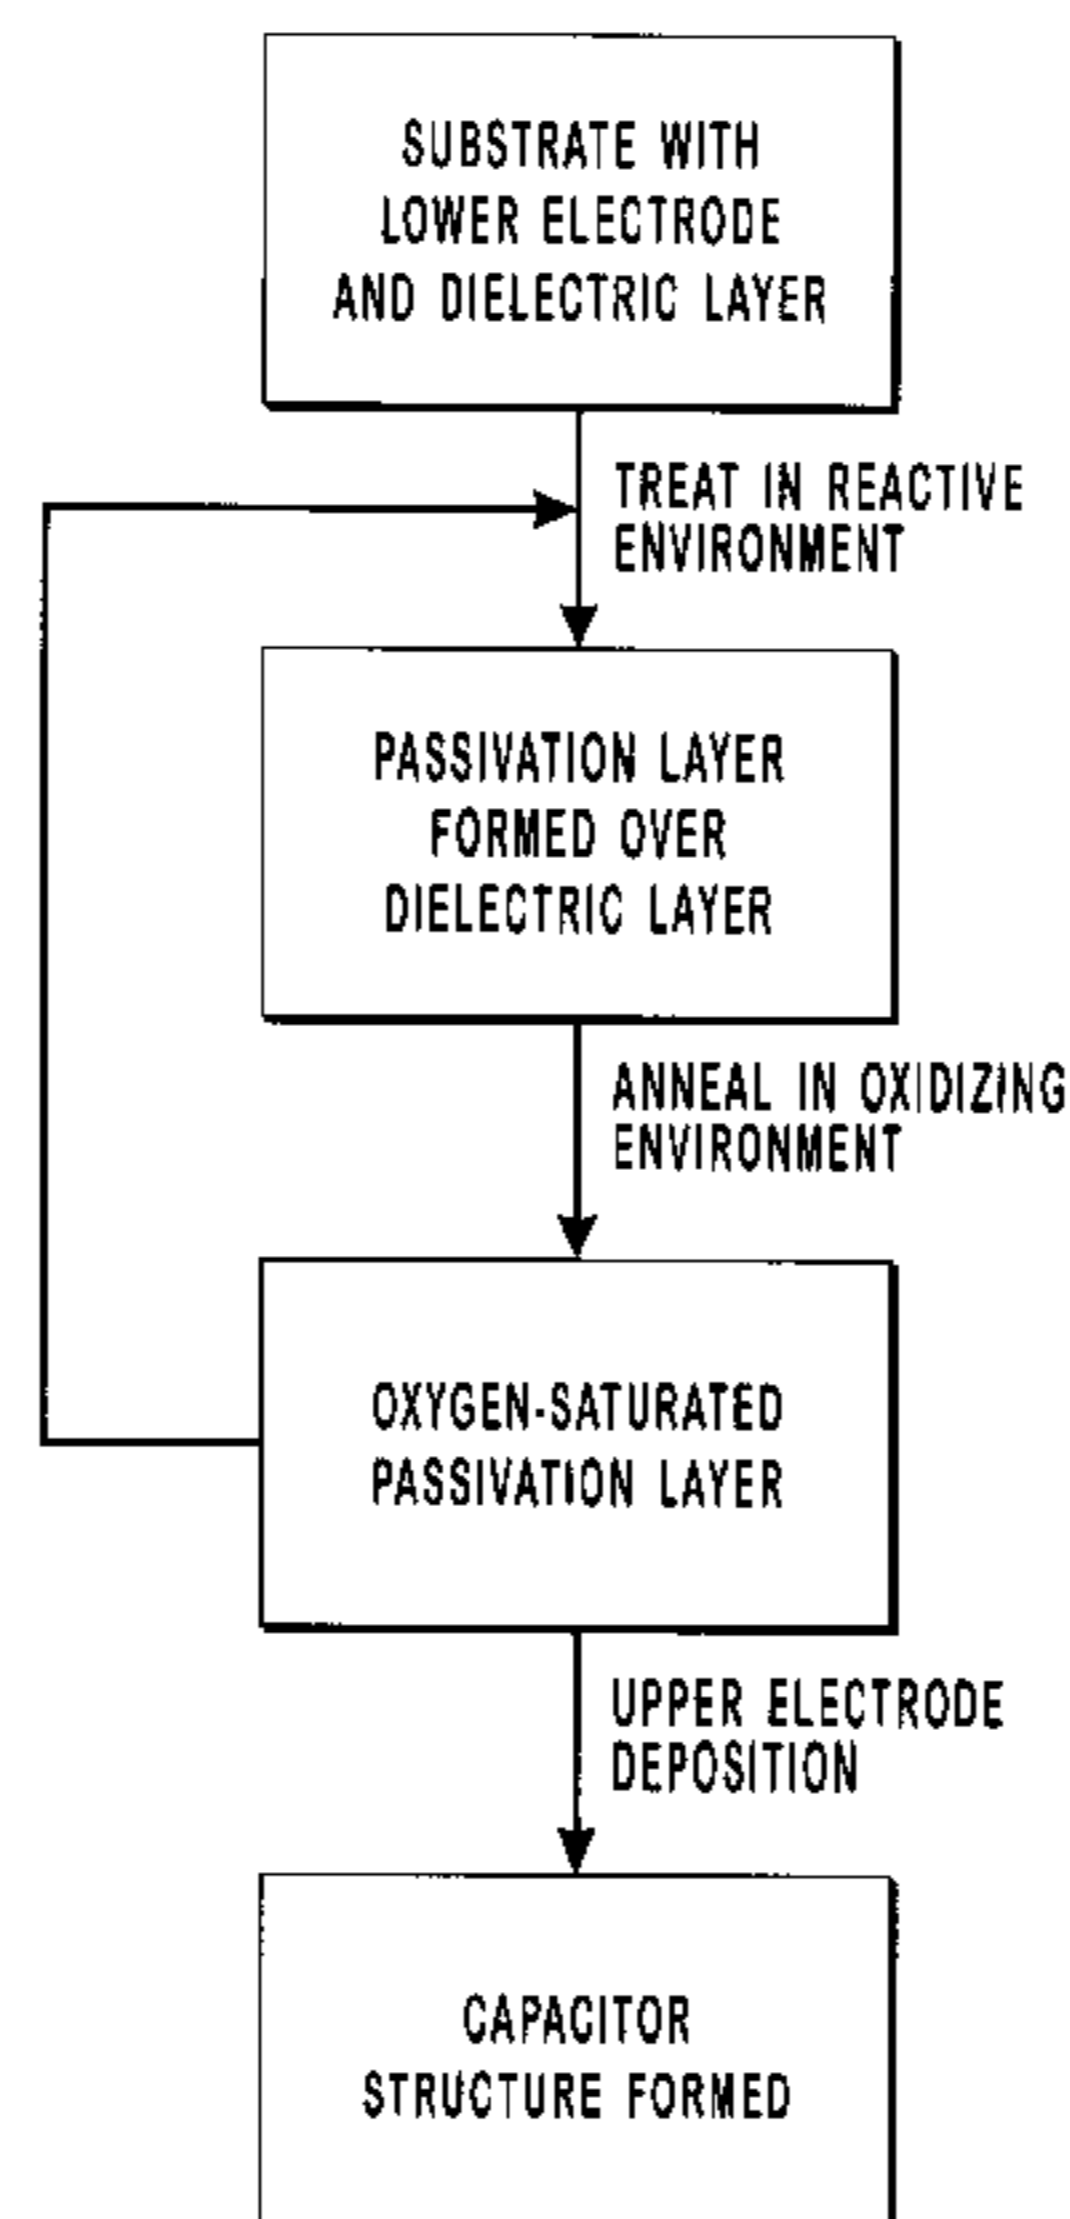 SUBSTRATE WITH
LOWER ELECTRODE
AND DIELECTRIC LAYER
TREAT IN REACTIVE
ENVIRONMENT
PASSIVATION LAYER
FORMED OVER
DIELECTRIC LAYER
ANNEAL IN OXIDIZING
ENVIRONMENT
OXYGEN-SATURATED
PASSIVATION LAYER
UPPER ELECTRODE
DEPOSITION
CAPACITOR
STRUCTURE FORMED